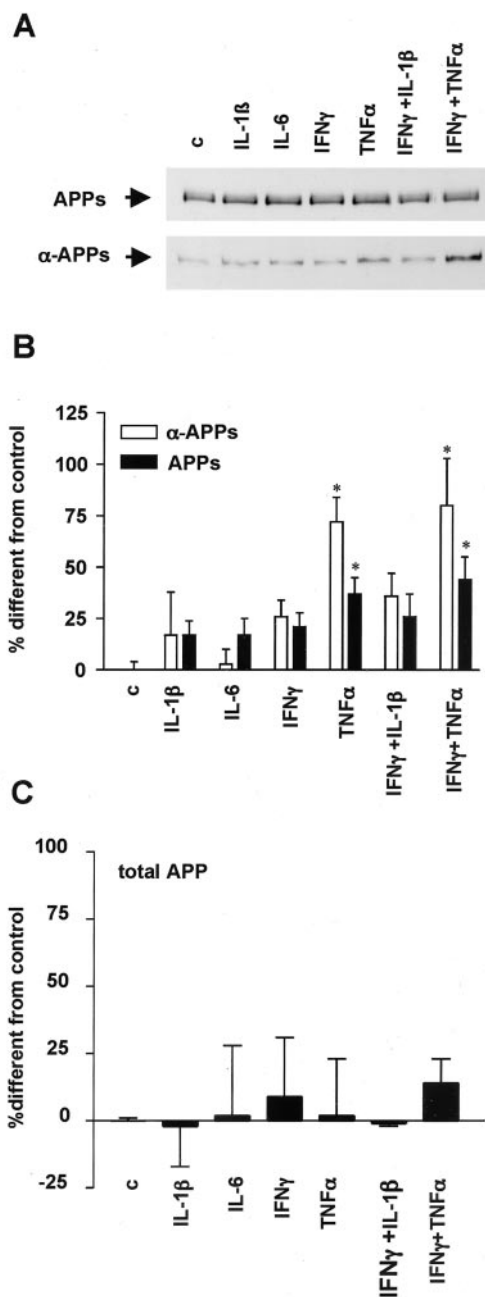 A
c
IL-1ß
IL-6
IFNγ
TNFα
IFNγ +IL-1β
IFNγ +TNFα
APPs
α-APPs
B
% different from control
125
100
75
50
25
0
α-APPs
APPs
*
*
*
*
c
IL-1β
IL-6
IFNγ
TNFα
IFNγ +IL-1β
IFNγ+TNFα
C
%different from control
100
75
50
25
0
-25
total APP
c
IL-1β
IL-6
IFNγ
TNFα
IFNγ +IL-1β
IFNγ+TNFα